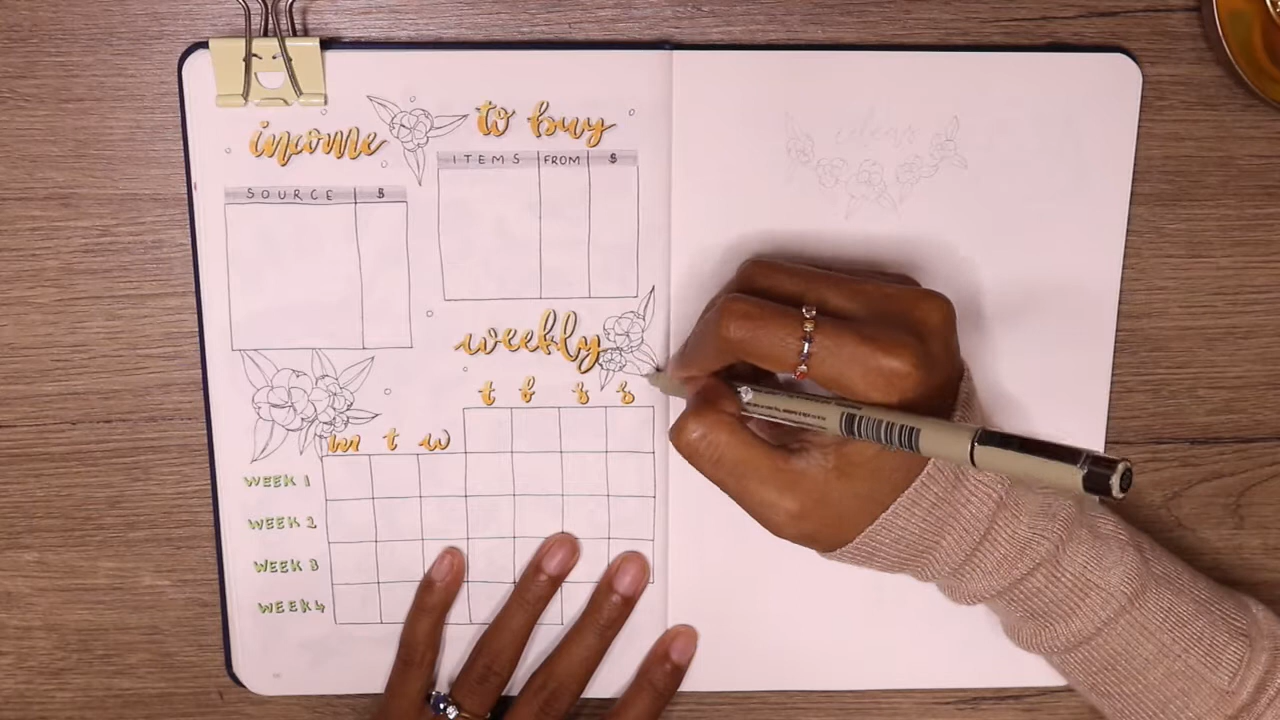 income
SOURCE $
to buy
ITEMS FROM $
weekly
t f s s
m t w
WEEK 1
WEEK 2
WEEK 3
WEEK 4